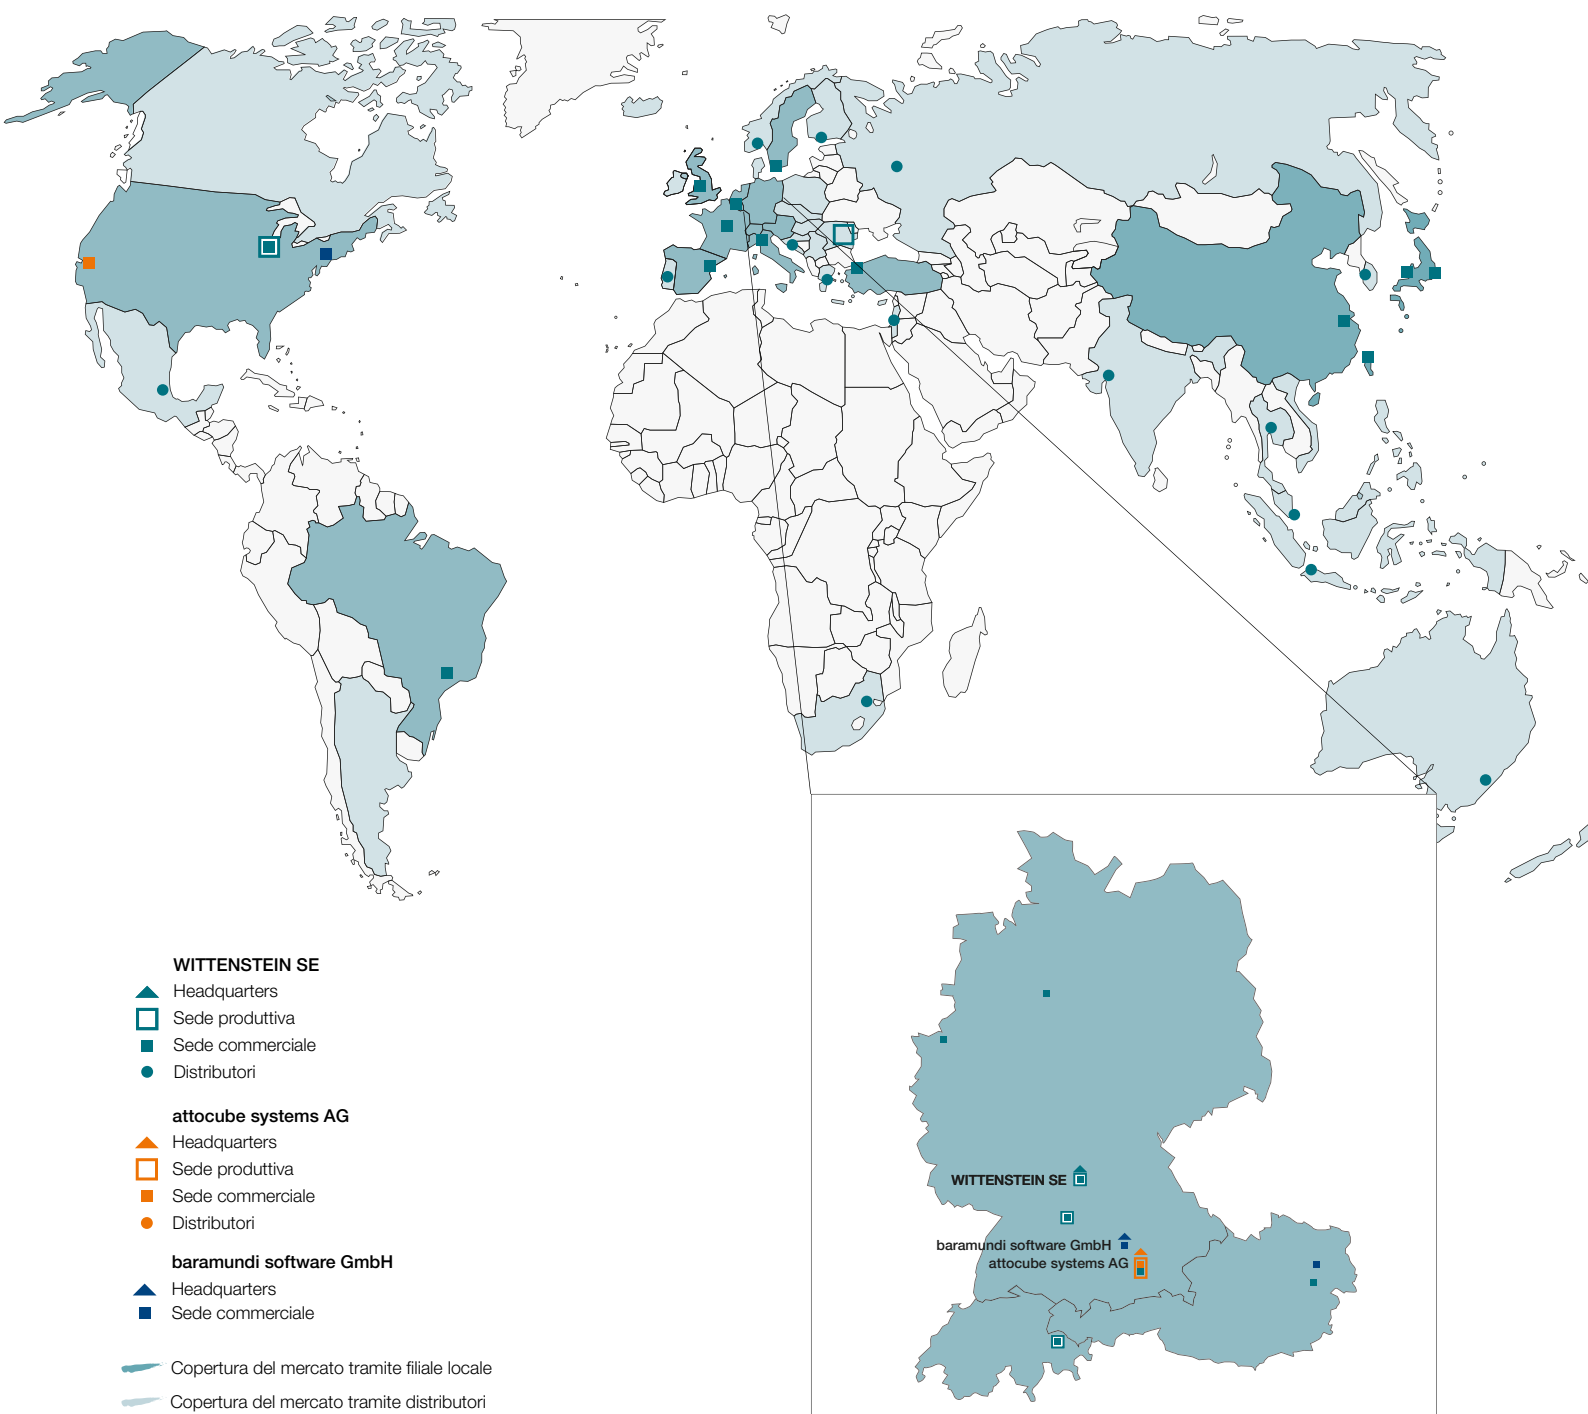 WITTENSTEIN SE
Headquarters
Sede produttiva
Sede commerciale
Distributori
attocube systems AG
Headquarters
Sede produttiva
Sede commerciale
Distributori
baramundi software GmbH
Headquarters
Sede commerciale
Copertura del mercato tramite filiale locale
Copertura del mercato tramite distributori
WITTENSTEIN SE
baramundi software GmbH
attocube systems AG